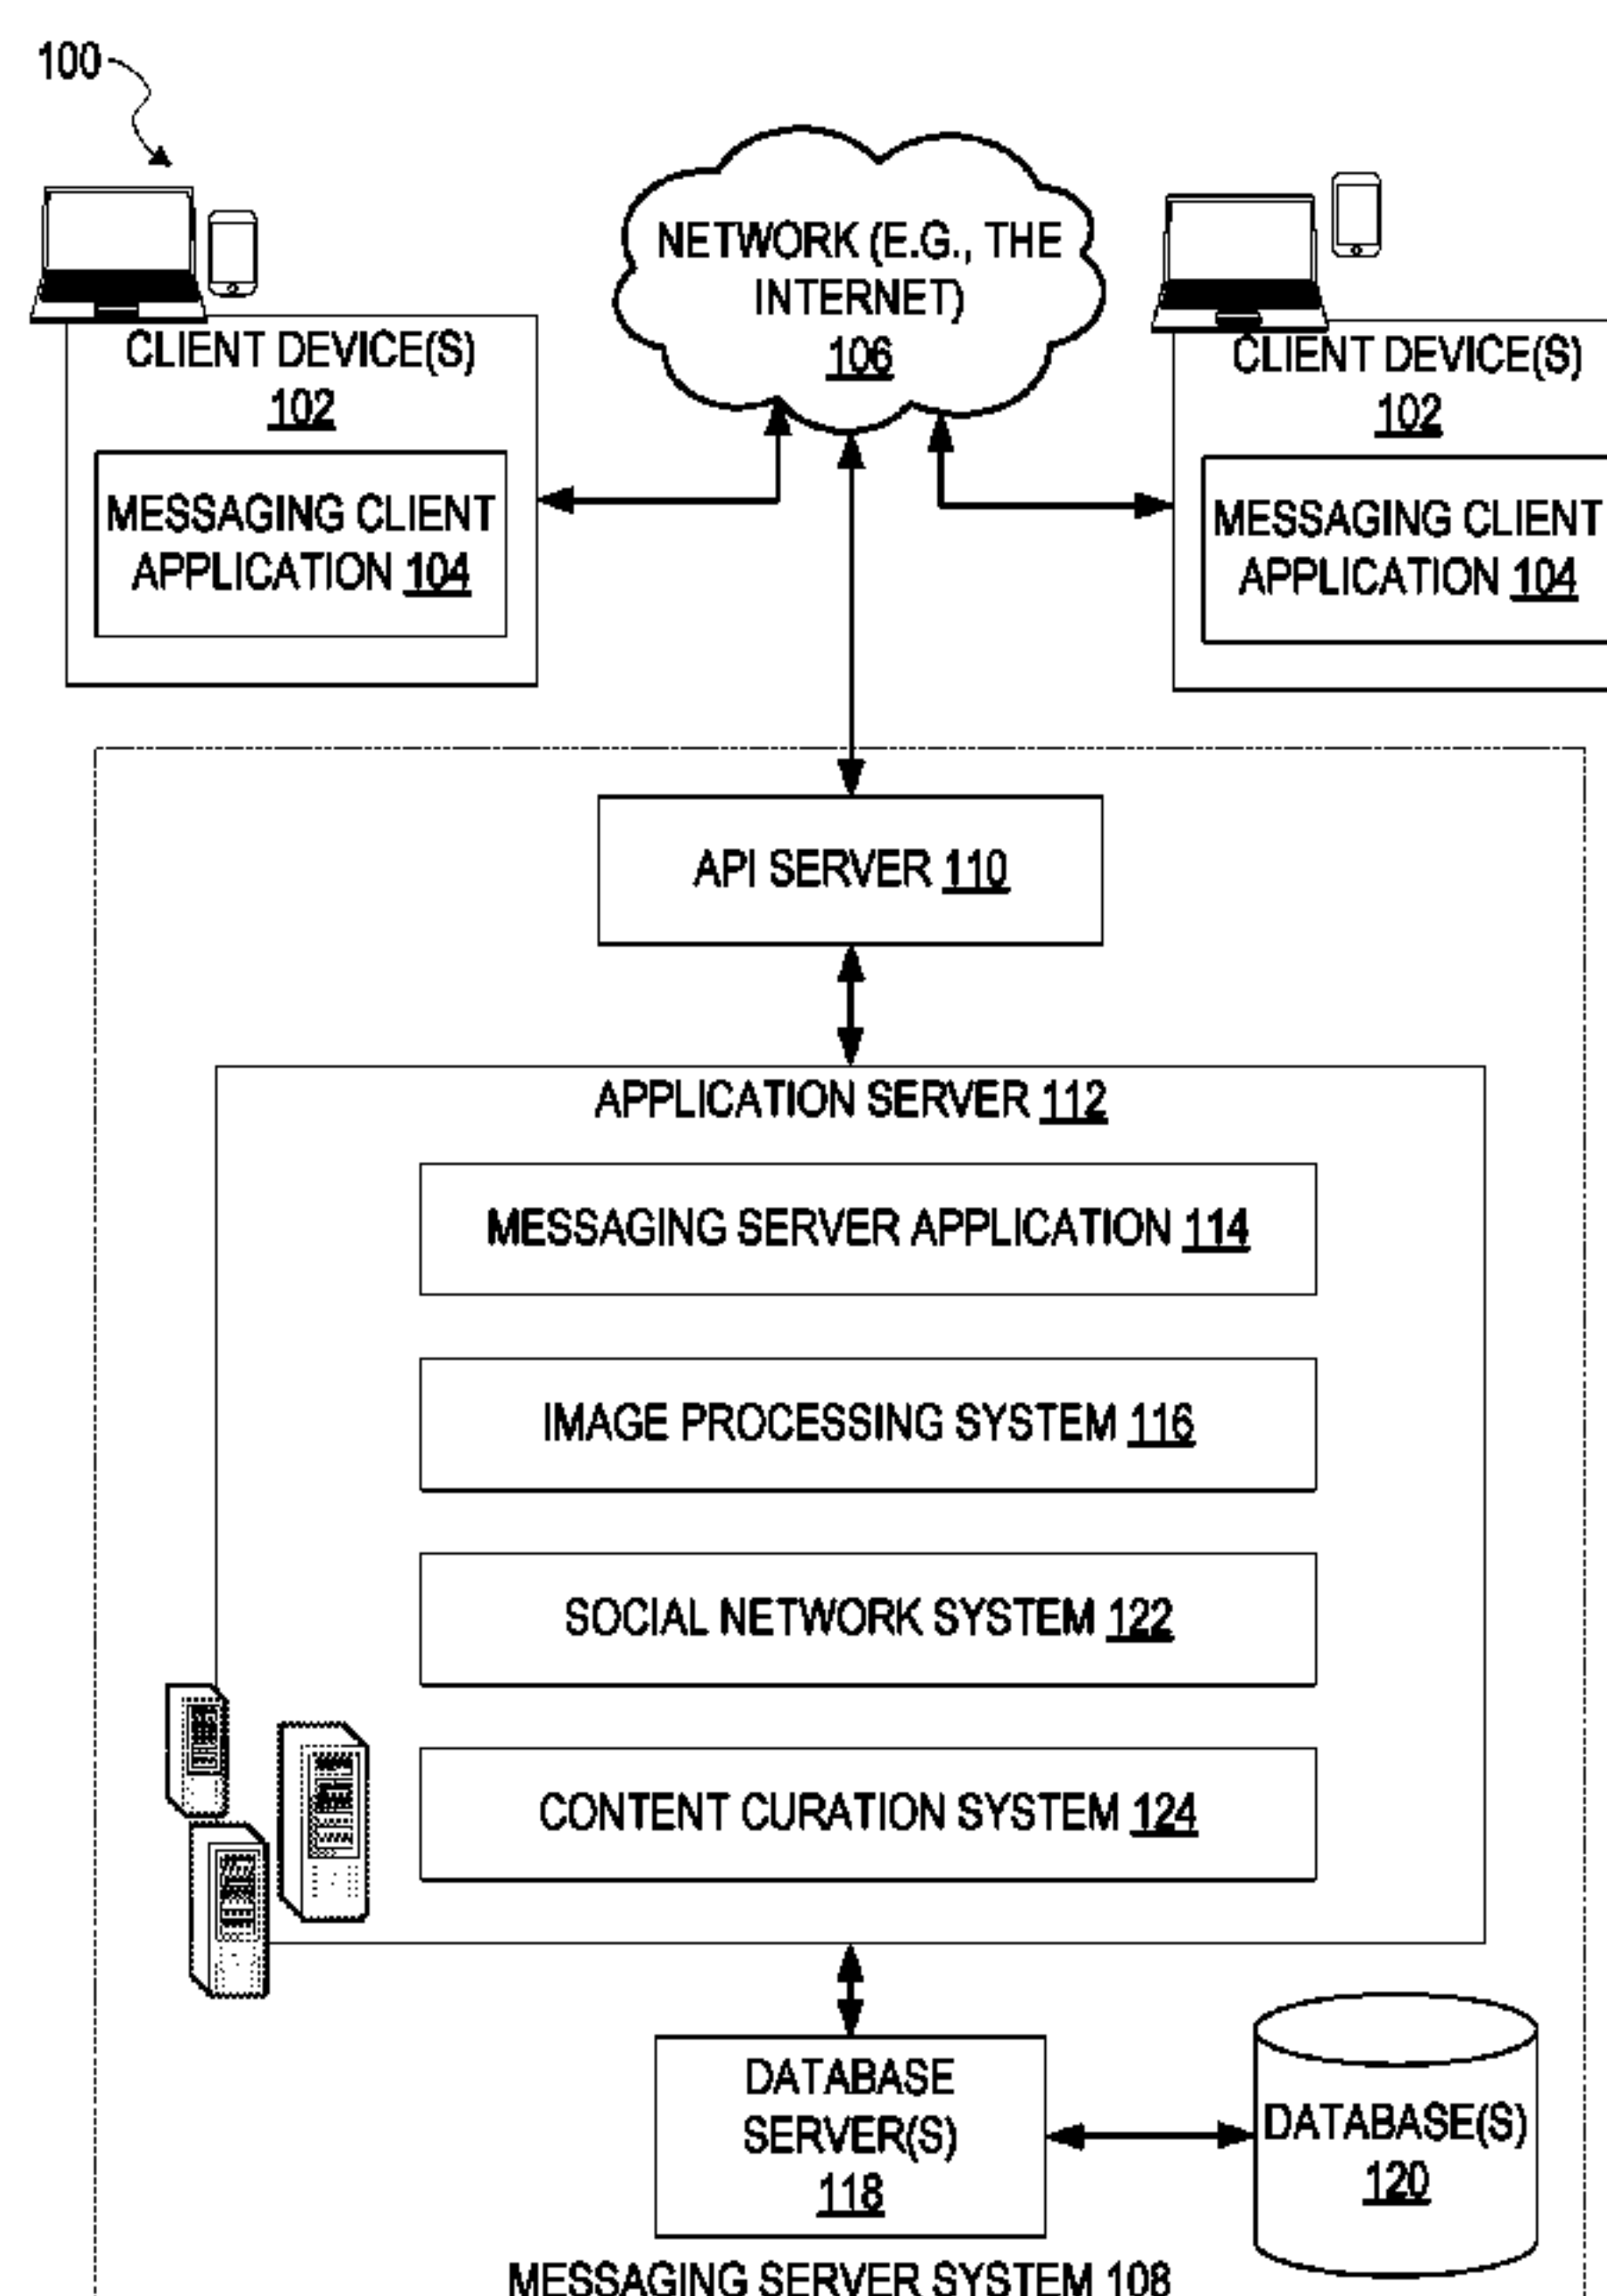 100
NETWORK (E.G., THE
INTERNET)
106
CLIENT DEVICE(S)
102
MESSAGING CLIENT
APPLICATION 104
CLIENT DEVICE(S)
102
MESSAGING CLIENT
APPLICATION 104
API SERVER 110
APPLICATION SERVER 112
MESSAGING SERVER APPLICATION 114
IMAGE PROCESSING SYSTEM 116
SOCIAL NETWORK SYSTEM 122
CONTENT CURATION SYSTEM 124
DATABASE
SERVER(S)
118
DATABASE(S)
120
MESSAGING SERVER SYSTEM 108